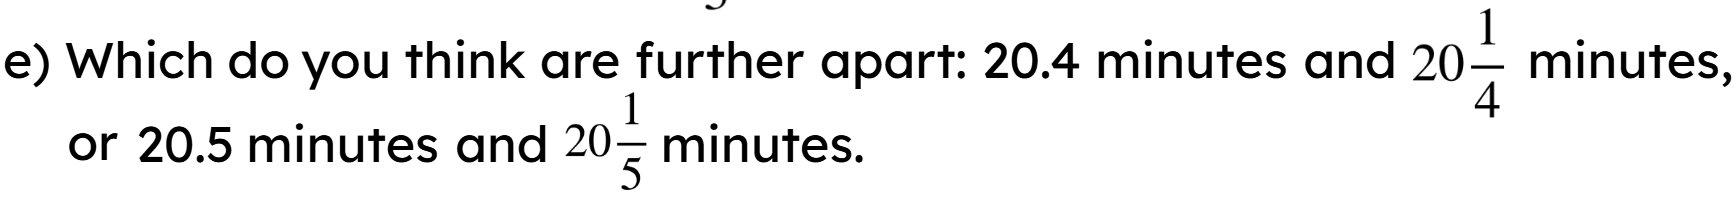 e) Which do you think are further apart: 20.4 minutes and 20 1/4 minutes,
or 20.5 minutes and 20 1/5 minutes.